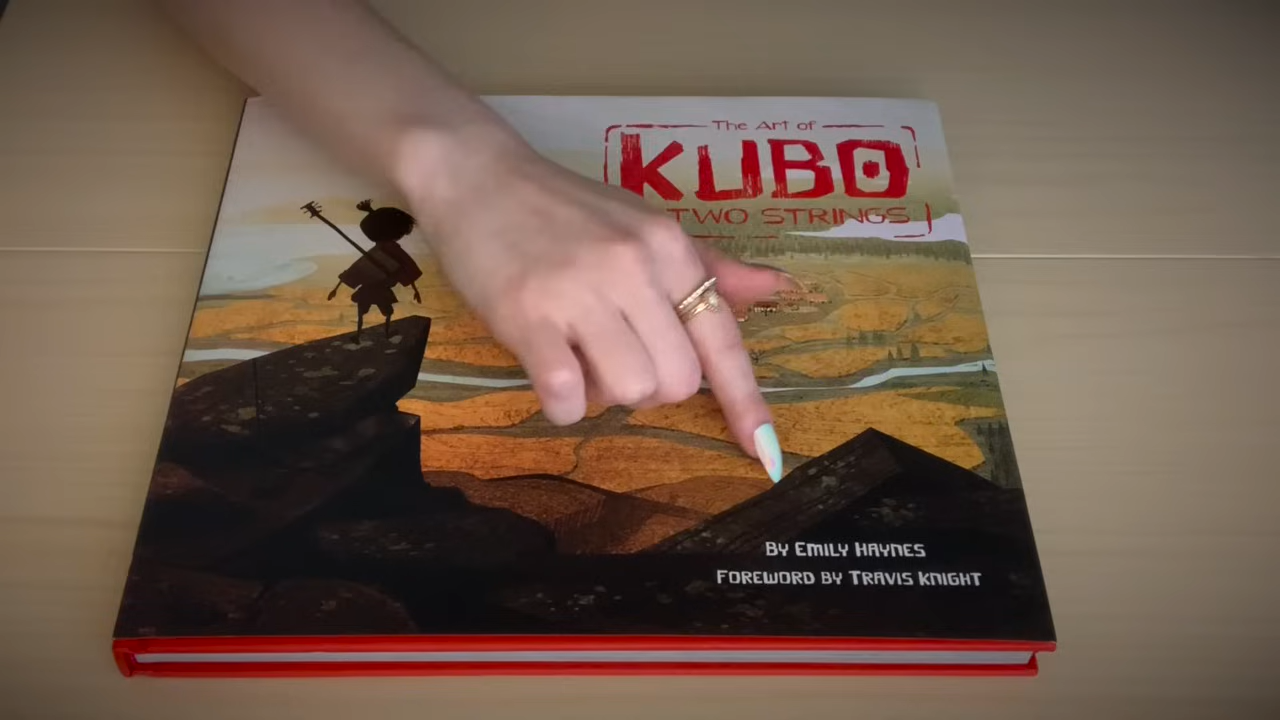 The Art of
KUBO
TWO STRINGS
BY EMILY HAYNES
FOREWORD BY TRAVIS KNIGHT